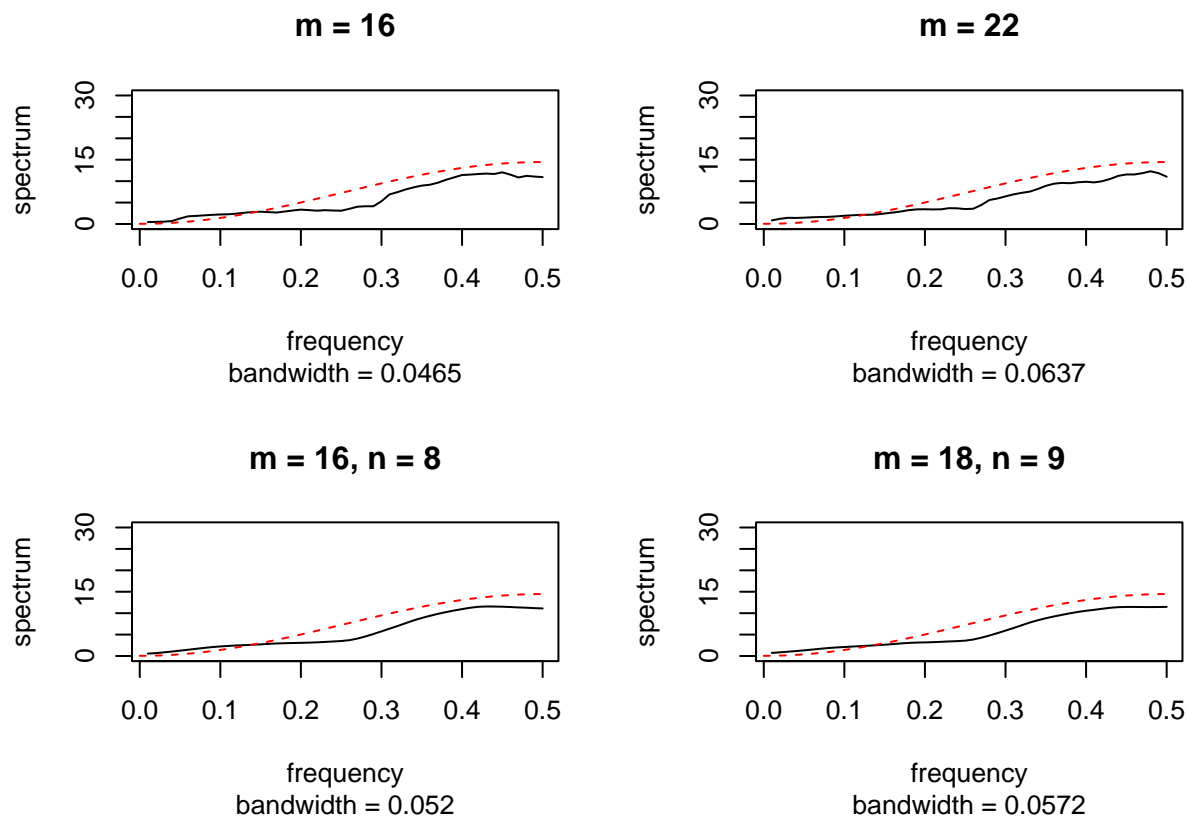 m = 16
spectrum
30
15
0
0.0 0.1 0.2 0.3 0.4 0.5
frequency
bandwidth = 0.0465
m = 22
spectrum
30
15
0
0.0 0.1 0.2 0.3 0.4 0.5
frequency
bandwidth = 0.0637
m = 16, n = 8
spectrum
30
15
0
0.0 0.1 0.2 0.3 0.4 0.5
frequency
bandwidth = 0.052
m = 18, n = 9
spectrum
30
15
0
0.0 0.1 0.2 0.3 0.4 0.5
frequency
bandwidth = 0.0572